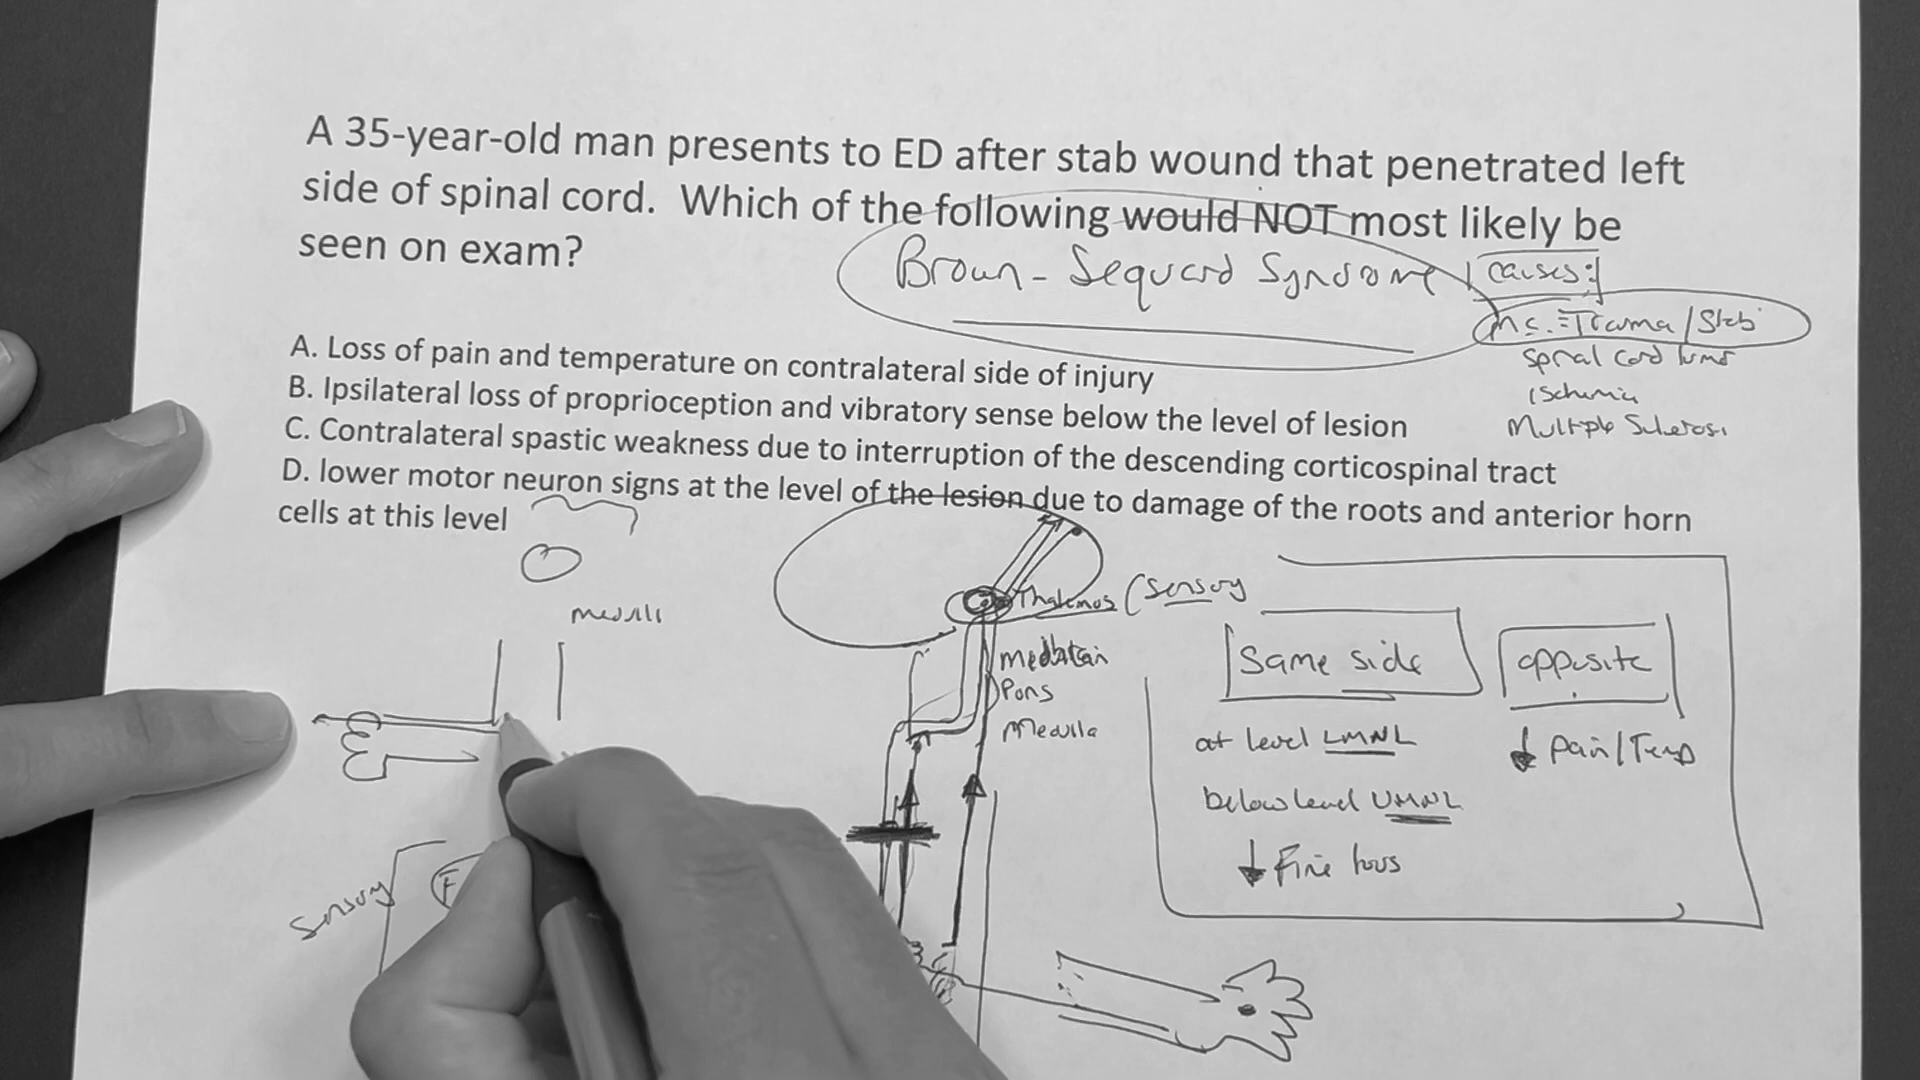 A 35-year-old man presents to ED after stab wound that penetrated left
side of spinal cord. Which of the following would NOT most likely be
seen on exam?
Brown-Sequard Syndrome
causes:
m.c. = Trauma / Stab
Spinal Cord
Ischemia
Multiple Sclerosis
A. Loss of pain and temperature on contralateral side of injury
B. Ipsilateral loss of proprioception and vibratory sense below the level of lesion
C. Contralateral spastic weakness due to interruption of the descending corticospinal tract
D. lower motor neuron signs at the level of the lesion due to damage of the roots and anterior horn
cells at this level
Thalamus (Sensory
Pons
Medulla
Same side
at level LMNL
below level UMNL
↓ Fine
opposite
↓ Pain/Temp
Sensory
F